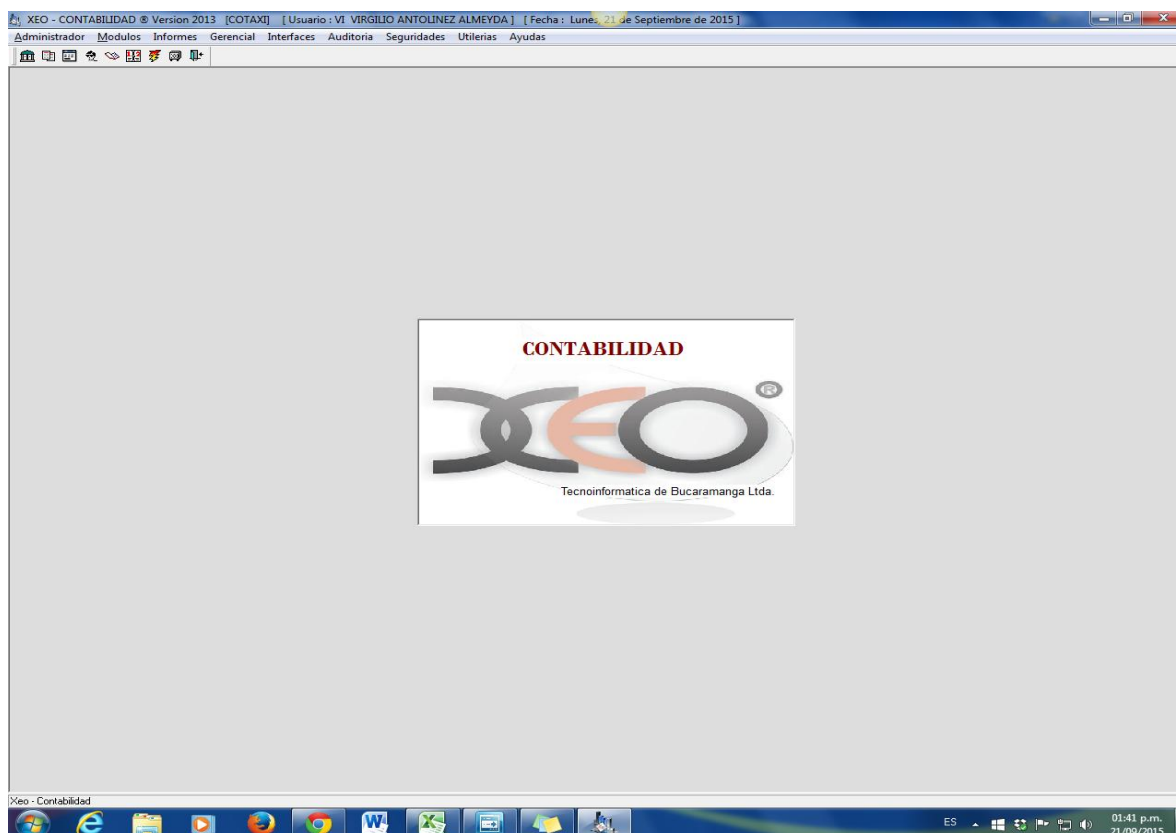 XEO - CONTABILIDAD ® Version 2013 [COTAXI] [ Usuario : VI VIRGILIO ANTOLINEZ ALMEYDA ] [ Fecha : Lunes, 21 de Septiembre de 2015 ]
Administrador Modulos Informes Gerencial Interfaces Auditoria Seguridades Utilerias Ayudas
CONTABILIDAD
XEO ®
Tecnoinformatica de Bucaramanga Ltda.
Xeo - Contabilidad
ES 01:41 p.m.
21/09/2015